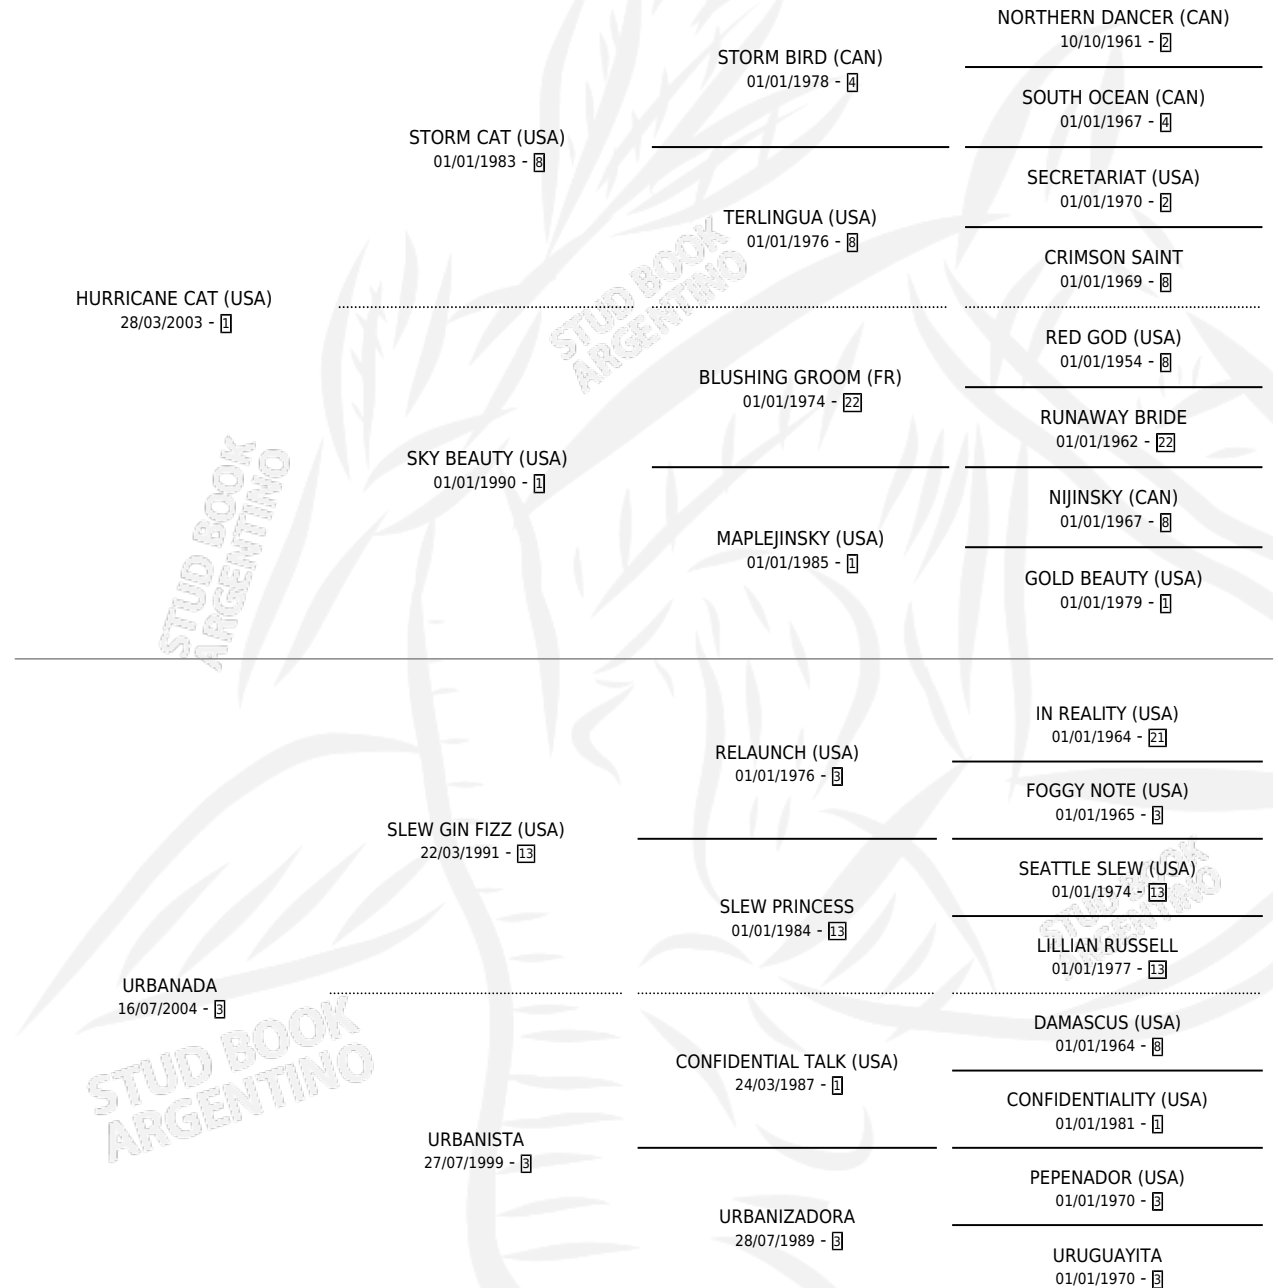 NORTHERN DANCER (CAN)
10/10/1961 - 2
STORM BIRD (CAN)
01/01/1978 - 4
SOUTH OCEAN (CAN)
01/01/1967 - 4
STORM CAT (USA)
01/01/1983 - 8
SECRETARIAT (USA)
01/01/1970 - 2
TERLINGUA (USA)
01/01/1976 - 8
CRIMSON SAINT
01/01/1969 - 8
HURRICANE CAT (USA)
28/03/2003 - 1
RED GOD (USA)
01/01/1954 - 8
BLUSHING GROOM (FR)
01/01/1974 - 22
RUNAWAY BRIDE
01/01/1962 - 22
SKY BEAUTY (USA)
01/01/1990 - 1
NIJINSKY (CAN)
01/01/1967 - 8
MAPLEJINSKY (USA)
01/01/1985 - 1
GOLD BEAUTY (USA)
01/01/1979 - 1
IN REALITY (USA)
01/01/1964 - 21
RELAUNCH (USA)
01/01/1976 - 3
FOGGY NOTE (USA)
01/01/1965 - 3
SLEW GIN FIZZ (USA)
22/03/1991 - 13
SEATTLE SLEW (USA)
01/01/1974 - 13
SLEW PRINCESS
01/01/1984 - 13
LILLIAN RUSSELL
01/01/1977 - 13
URBANADA
16/07/2004 - 3
DAMASCUS (USA)
01/01/1964 - 8
CONFIDENTIAL TALK (USA)
24/03/1987 - 1
CONFIDENTIALITY (USA)
01/01/1981 - 1
URBANISTA
27/07/1999 - 3
PEPENADOR (USA)
01/01/1970 - 3
URBANIZADORA
28/07/1989 - 3
URUGUAYITA
01/01/1970 - 3
STUD BOOK
ARGENTINO
STUD BOOK
ARGENTINO
STUD BOOK
ARGENTINO
STUD BOOK
ARGENTINO